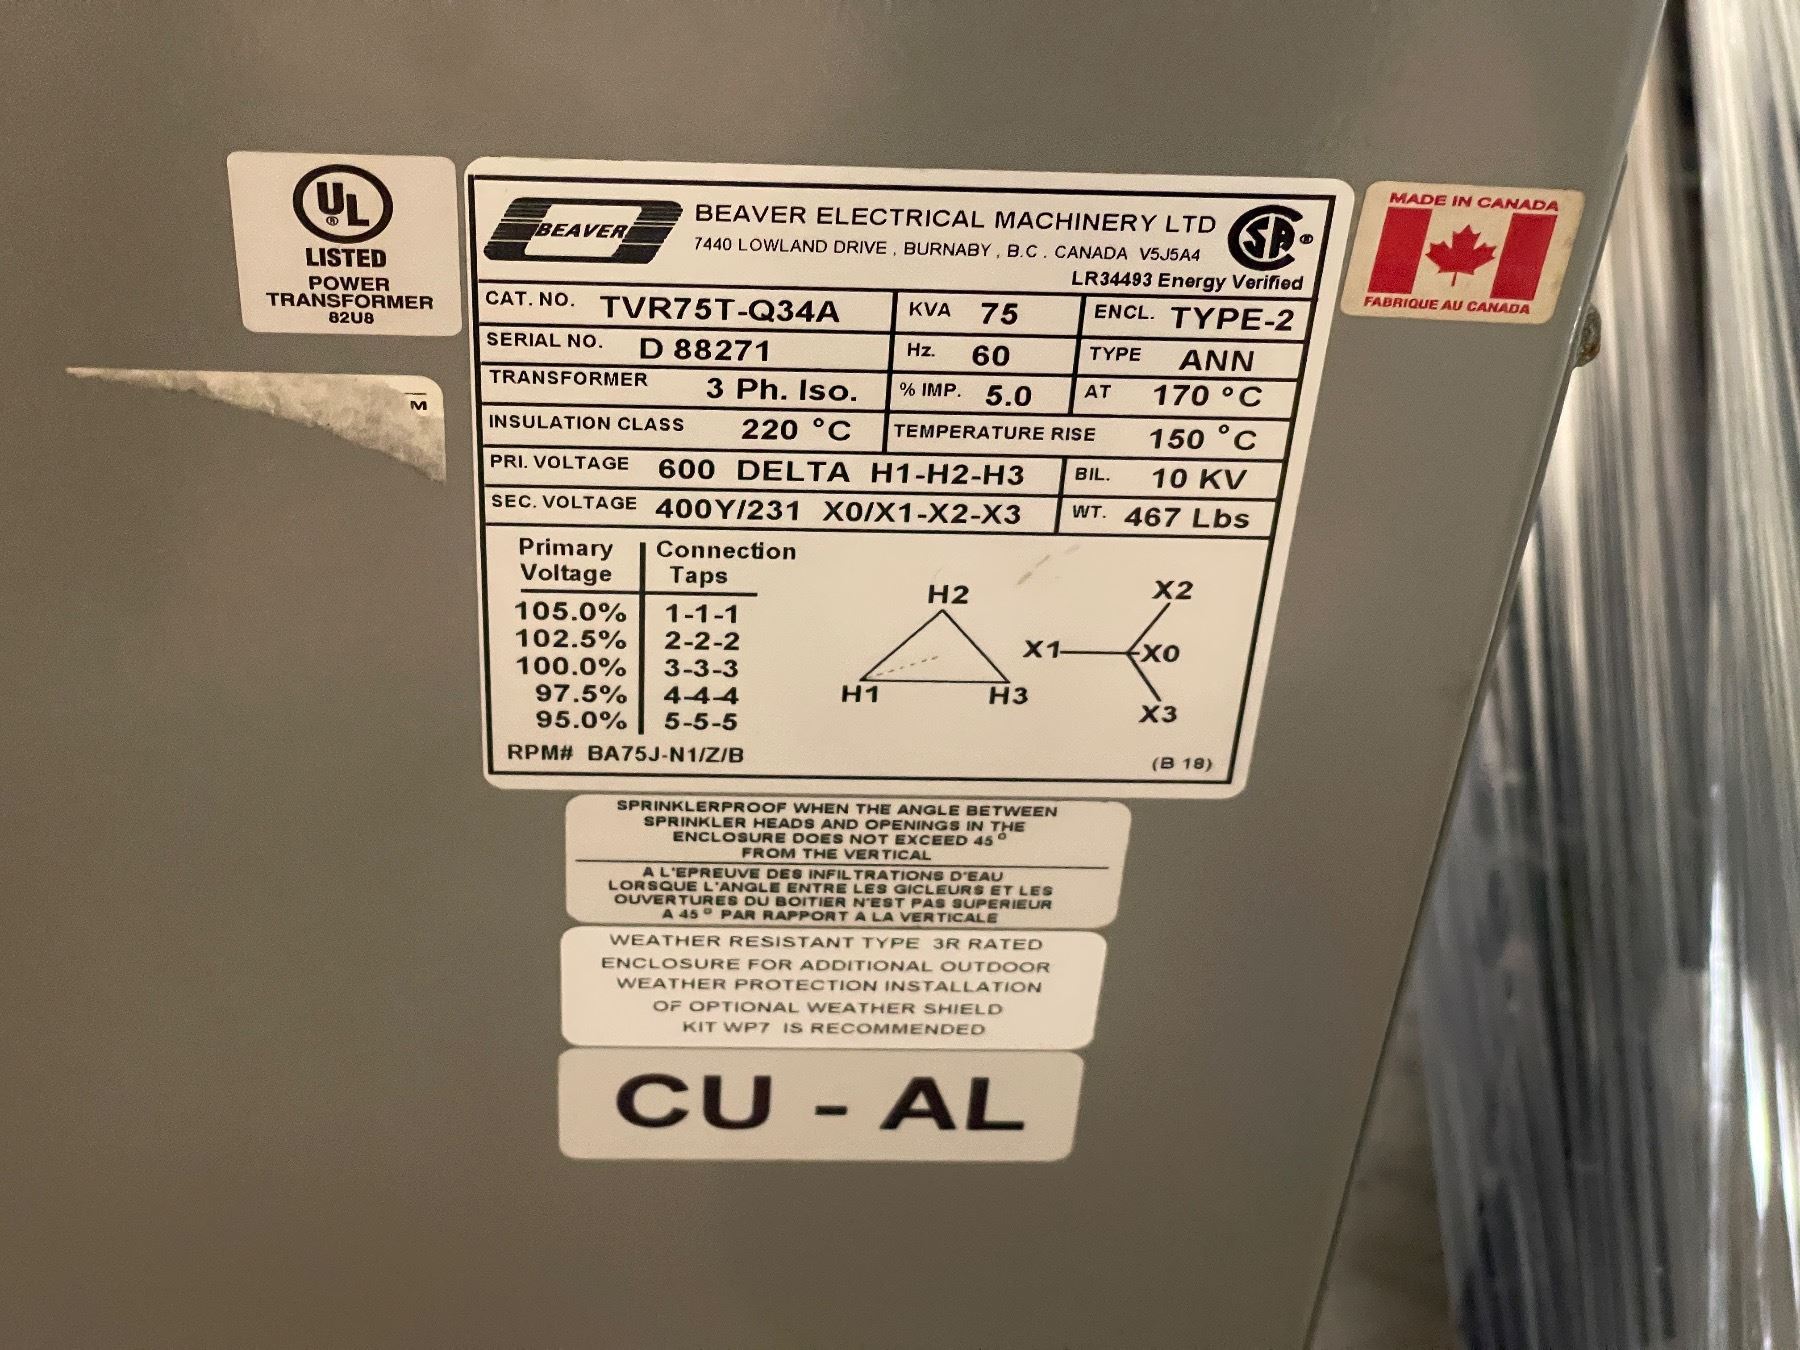 UL
®
LISTED
POWER
TRANSFORMER
82U8
M
BEAVER
BEAVER ELECTRICAL MACHINERY LTD
7440 LOWLAND DRIVE , BURNABY , B.C . CANADA V5J5A4
SA ®
LR34493 Energy Verified
CAT. NO. TVR75T-Q34A KVA 75 ENCL. TYPE-2
SERIAL NO. D 88271 Hz. 60 TYPE ANN
TRANSFORMER 3 Ph. Iso. % IMP. 5.0 AT 170 °C
INSULATION CLASS 220 °C TEMPERATURE RISE 150 °C
PRI. VOLTAGE 600 DELTA H1-H2-H3 BIL. 10 KV
SEC. VOLTAGE 400Y/231 X0/X1-X2-X3 WT. 467 Lbs
Primary Connection
Voltage Taps
105.0% 1-1-1
102.5% 2-2-2
100.0% 3-3-3
97.5% 4-4-4
95.0% 5-5-5
H2
H1 H3
X2
X1 X0
X3
RPM# BA75J-N1/Z/B (B 18)
MADE IN CANADA
FABRIQUE AU CANADA
SPRINKLERPROOF WHEN THE ANGLE BETWEEN
SPRINKLER HEADS AND OPENINGS IN THE
ENCLOSURE DOES NOT EXCEED 45°
FROM THE VERTICAL
A L'EPREUVE DES INFILTRATIONS D'EAU
LORSQUE L'ANGLE ENTRE LES GICLEURS ET LES
OUVERTURES DU BOITIER N'EST PAS SUPERIEUR
A 45° PAR RAPPORT A LA VERTICALE
WEATHER RESISTANT TYPE 3R RATED
ENCLOSURE FOR ADDITIONAL OUTDOOR
WEATHER PROTECTION INSTALLATION
OF OPTIONAL WEATHER SHIELD
KIT WP7 IS RECOMMENDED
CU - AL